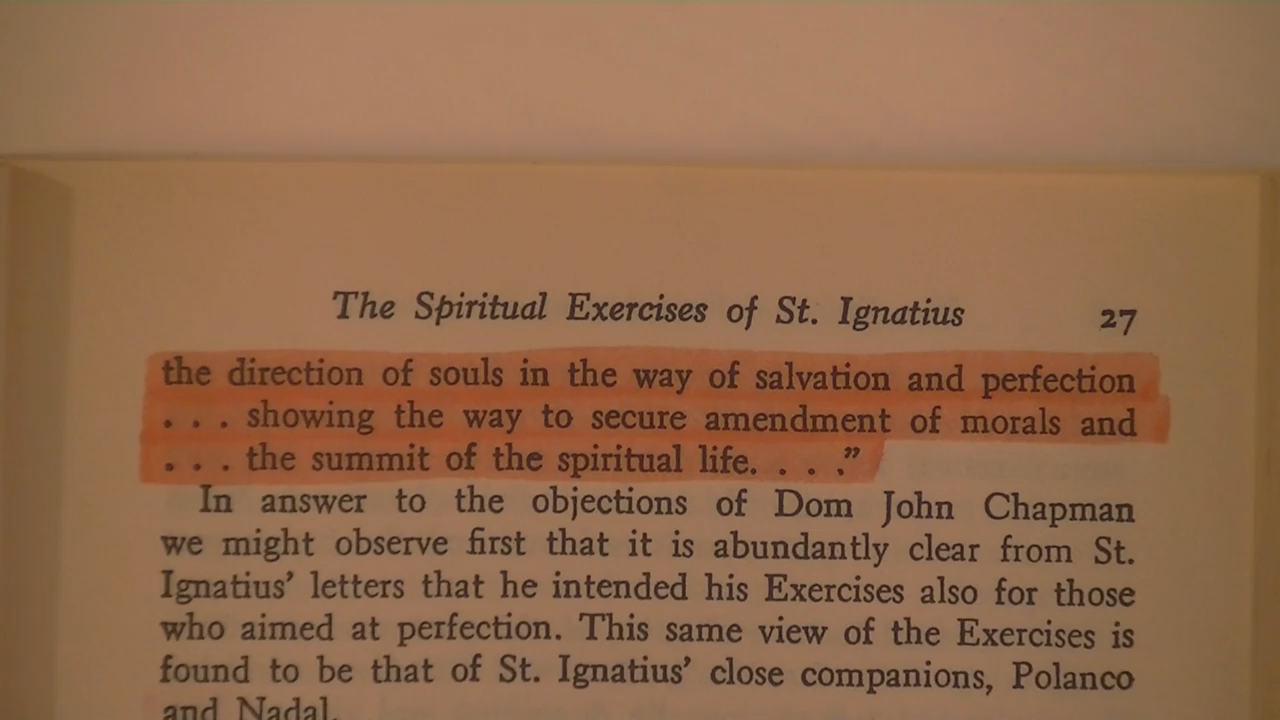 The Spiritual Exercises of St. Ignatius 27
the direction of souls in the way of salvation and perfection
. . . showing the way to secure amendment of morals and
. . . the summit of the spiritual life. . . .”
In answer to the objections of Dom John Chapman
we might observe first that it is abundantly clear from St.
Ignatius’ letters that he intended his Exercises also for those
who aimed at perfection. This same view of the Exercises is
found to be that of St. Ignatius’ close companions, Polanco
and Nadal.